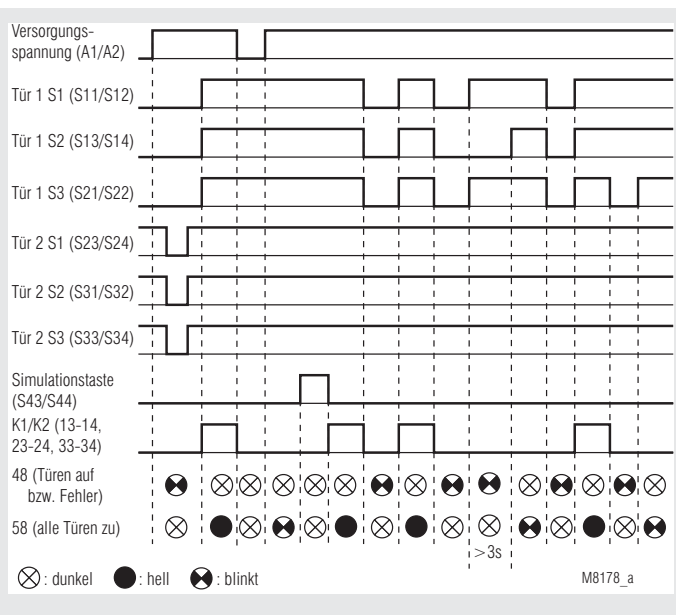 Versorgungs-
spannung (A1/A2)
Tür 1 S1 (S11/S12)
Tür 1 S2 (S13/S14)
Tür 1 S3 (S21/S22)
Tür 2 S1 (S23/S24)
Tür 2 S2 (S31/S32)
Tür 2 S3 (S33/S34)
Simulationstaste
(S43/S44)
K1/K2 (13-14,
23-24, 33-34)
48 (Türen auf
bzw. Fehler)
58 (alle Türen zu)
>3s
: dunkel : hell : blinkt M8178_a